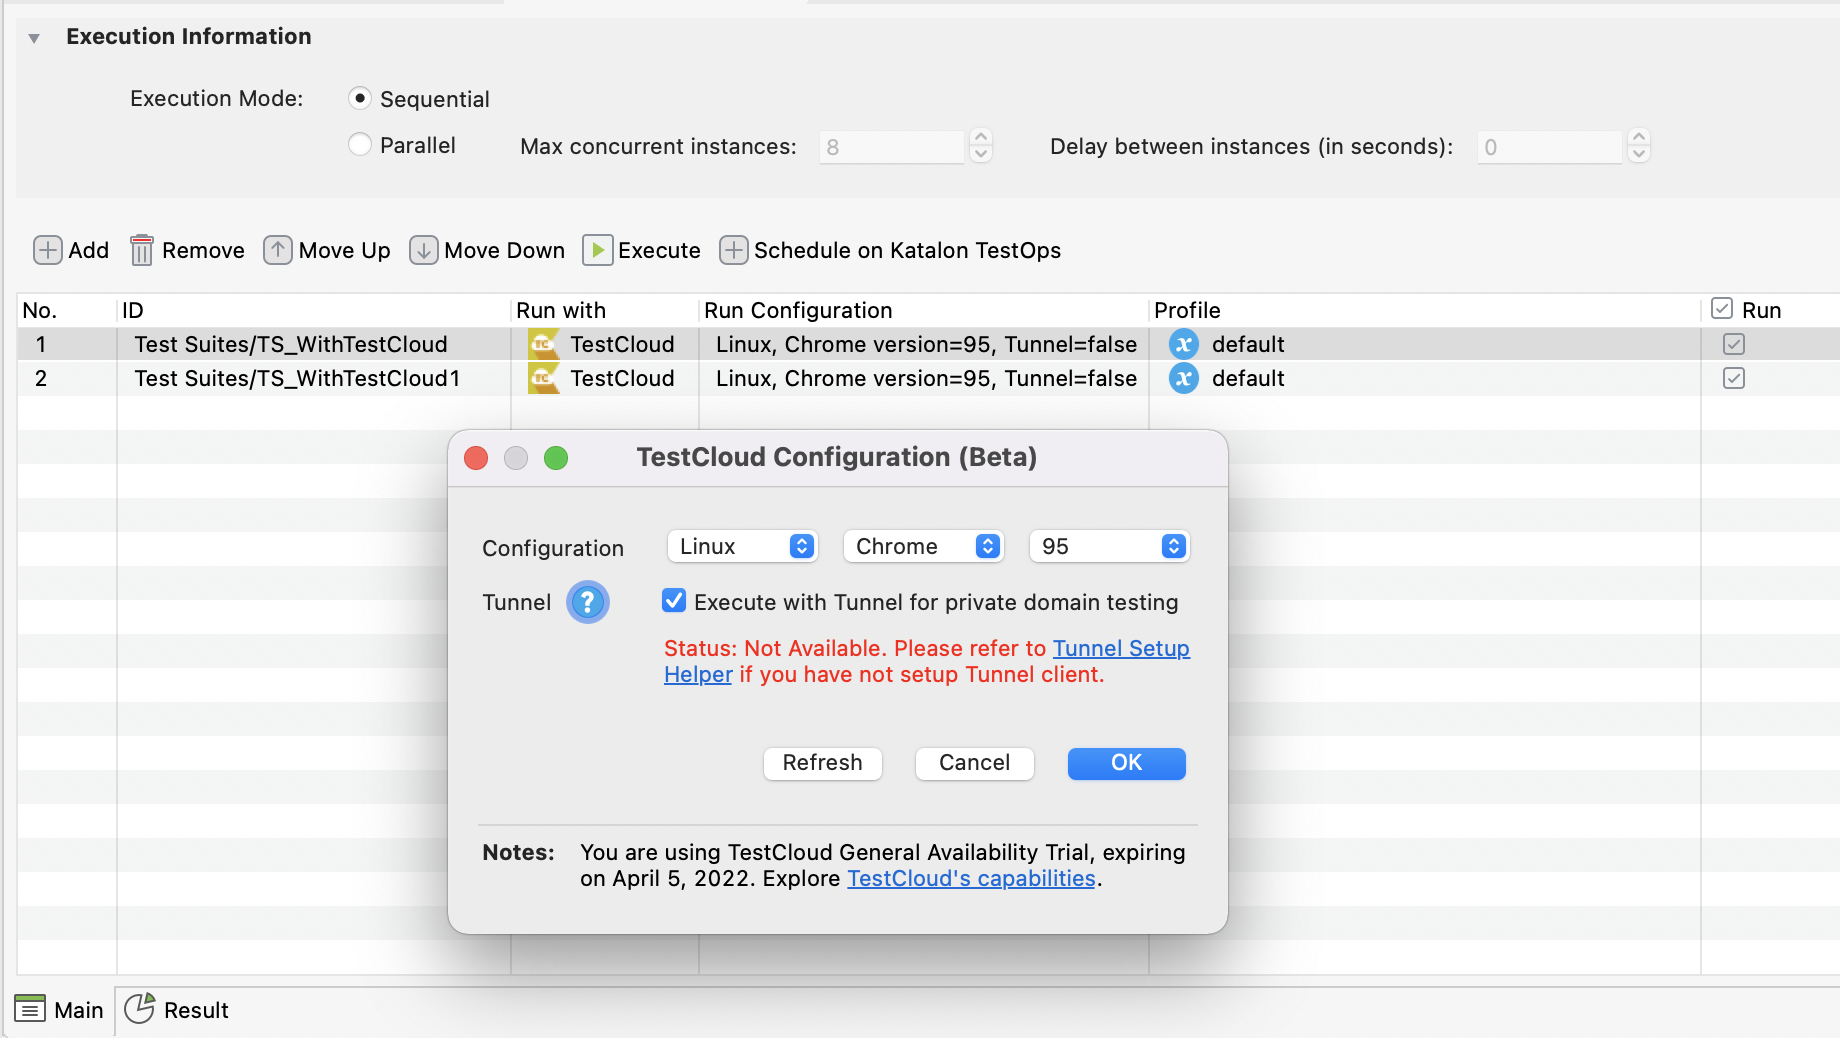 Execution Information
Execution Mode: Sequential
Parallel Max concurrent instances: 8 Delay between instances (in seconds): 0
Add Remove Move Up Move Down Execute Schedule on Katalon TestOps
No. ID Run with Run Configuration Profile Run
1 Test Suites/TS_WithTestCloud TC TestCloud Linux, Chrome version=95, Tunnel=false x default
2 Test Suites/TS_WithTestCloud1 TC TestCloud Linux, Chrome version=95, Tunnel=false x default
TestCloud Configuration (Beta)
Configuration Linux Chrome 95
Tunnel ? Execute with Tunnel for private domain testing
Status: Not Available. Please refer to Tunnel Setup
Helper if you have not setup Tunnel client.
Refresh Cancel OK
Notes: You are using TestCloud General Availability Trial, expiring
on April 5, 2022. Explore TestCloud's capabilities.
Main Result